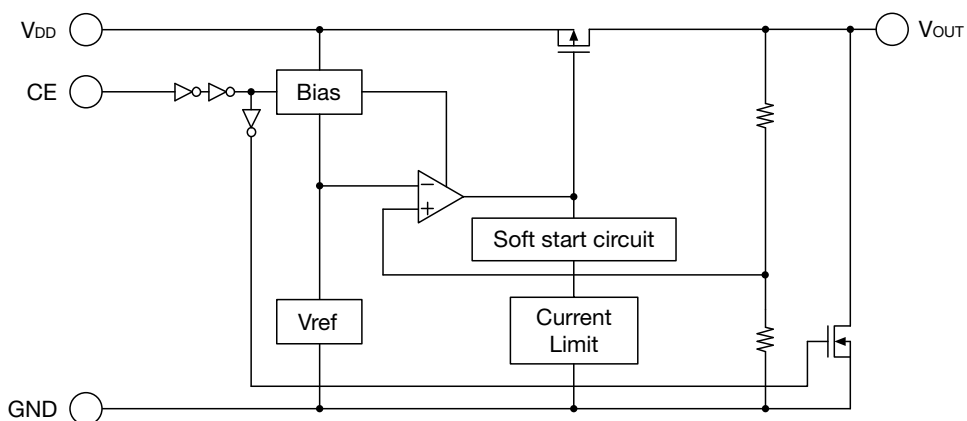 VDD
VOUT
CE
Bias
−
+
Soft start circuit
Vref
Current
Limit
GND